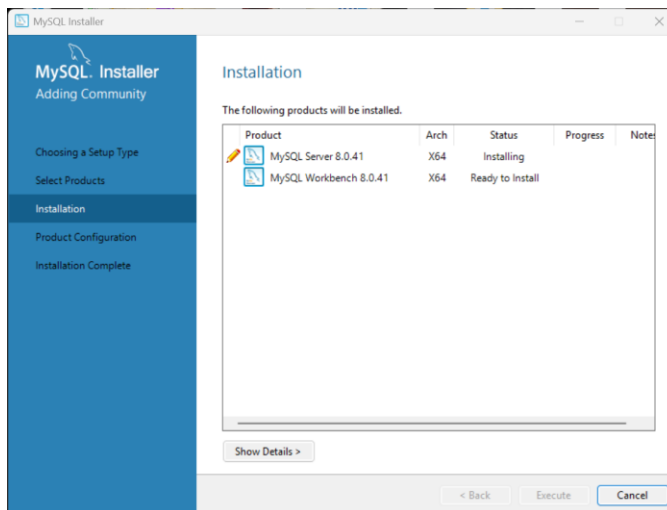 MySQL Installer
MySQL. Installer
Adding Community
Choosing a Setup Type
Select Products
Installation
Product Configuration
Installation Complete
Installation
The following products will be installed.
Product Arch Status Progress Notes
MySQL Server 8.0.41 X64 Installing
MySQL Workbench 8.0.41 X64 Ready to Install
Show Details >
< Back Execute Cancel